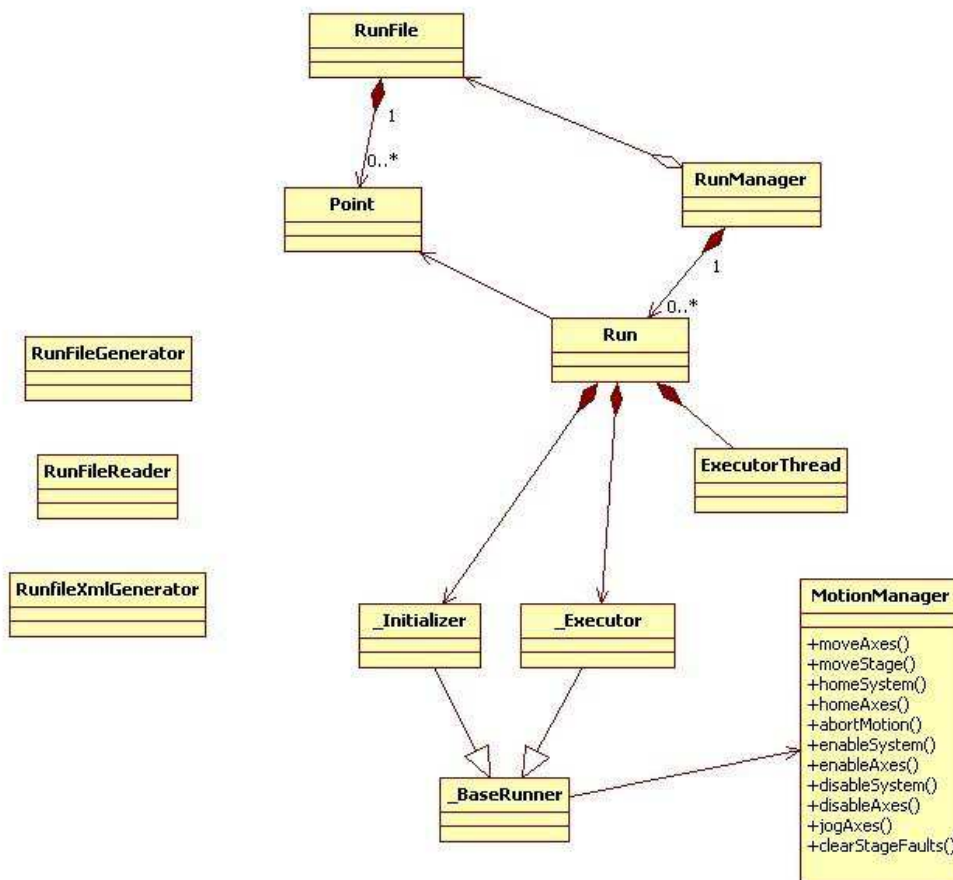 RunFile
1
0..*
Point
RunManager
1
0..*
Run
RunFileGenerator
RunFileReader
RunfileXmlGenerator
ExecutorThread
_Initializer
_Executor
_BaseRunner
MotionManager
+moveAxes()
+moveStage()
+homeSystem()
+homeAxes()
+abortMotion()
+enableSystem()
+enableAxes()
+disableSystem()
+disableAxes()
+jogAxes()
+clearStageFaults()